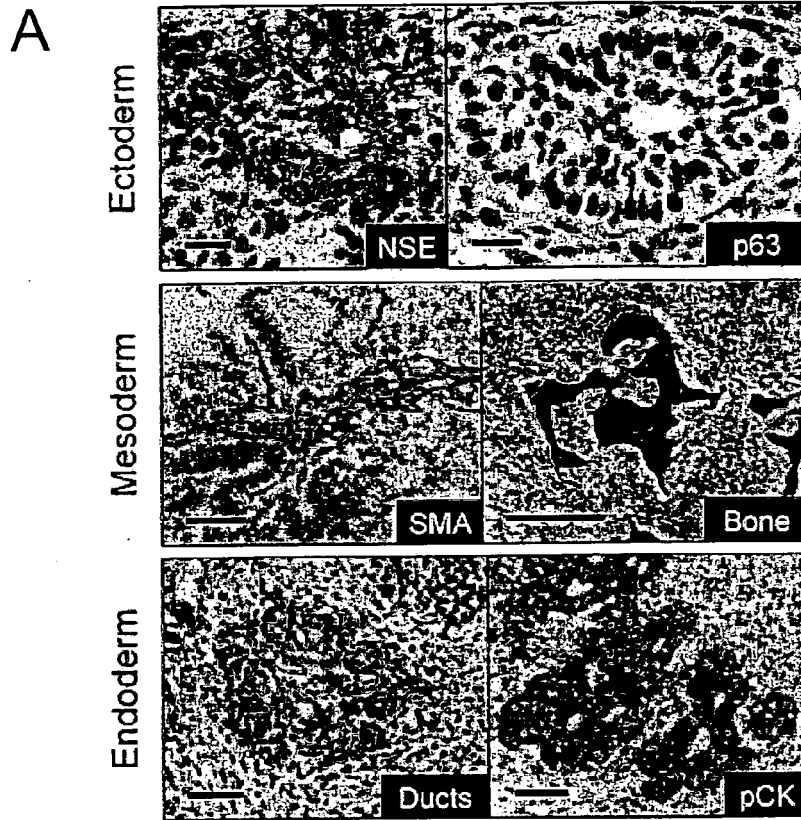 A
Ectoderm
NSE
p63
Mesoderm
SMA
Bone
Endoderm
Ducts
pCK